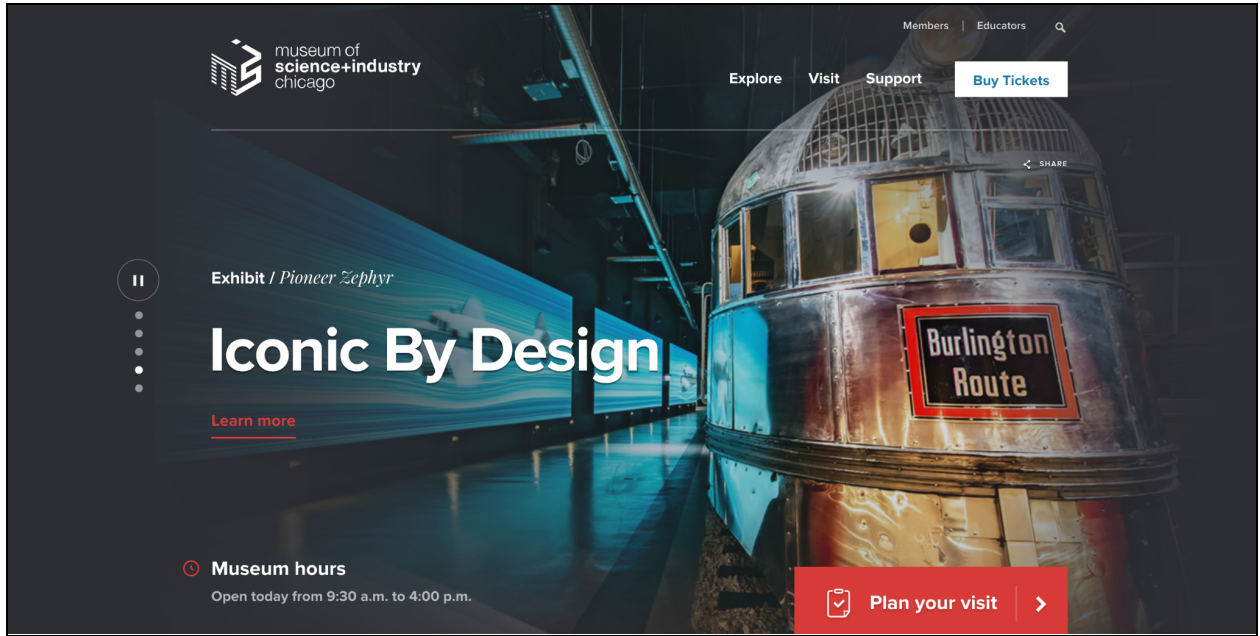 Members | Educators
museum of
science+industry
chicago
Explore Visit Support Buy Tickets
SHARE
Exhibit / Pioneer Zephyr
Iconic By Design
Learn more
Burlington
Route
Museum hours
Open today from 9:30 a.m. to 4:00 p.m.
Plan your visit